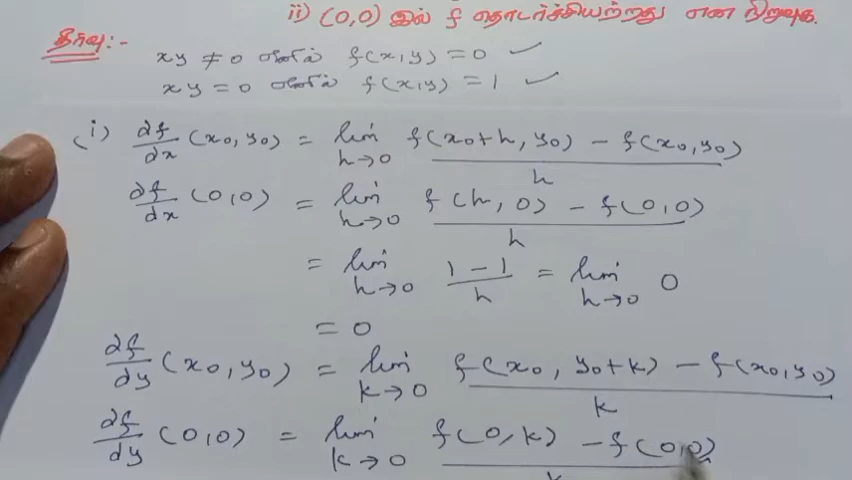 ii) (0,0) இல் f தொடர்ச்சியற்றது என நிறுவுக.
தீர்வு:-
xy ≠ 0 எனில் f(x,y) = 0 ✓
xy = 0 எனில் f(x,y) = 1 ✓
(i) ∂f/∂x (x₀,y₀) = lim h→0 f(x₀+h, y₀) − f(x₀,y₀) / h
∂f/∂x (0,0) = lim h→0 f(h,0) − f(0,0) / h
= lim h→0 1−1 / h = lim h→0 0
= 0
∂f/∂y (x₀,y₀) = lim k→0 f(x₀, y₀+k) − f(x₀,y₀) / k
∂f/∂y (0,0) = lim k→0 f(0,k) − f(0,0) / k